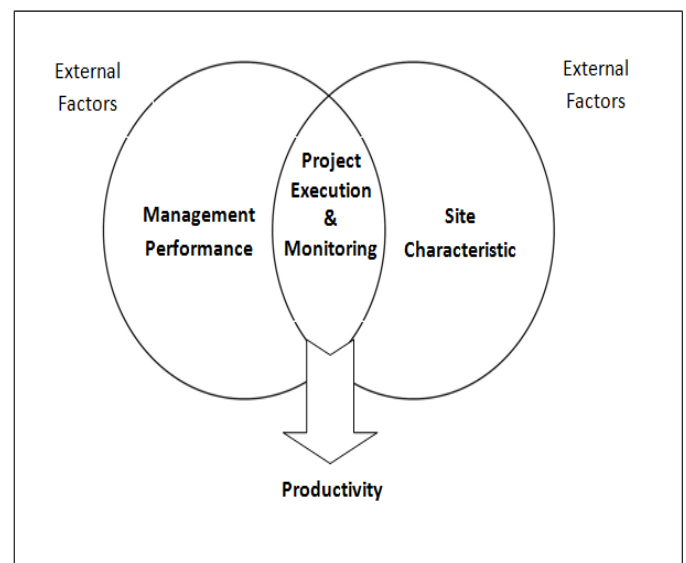 External
Factors
External
Factors
Project
Execution
&
Monitoring
Management
Performance
Site
Characteristic
Productivity